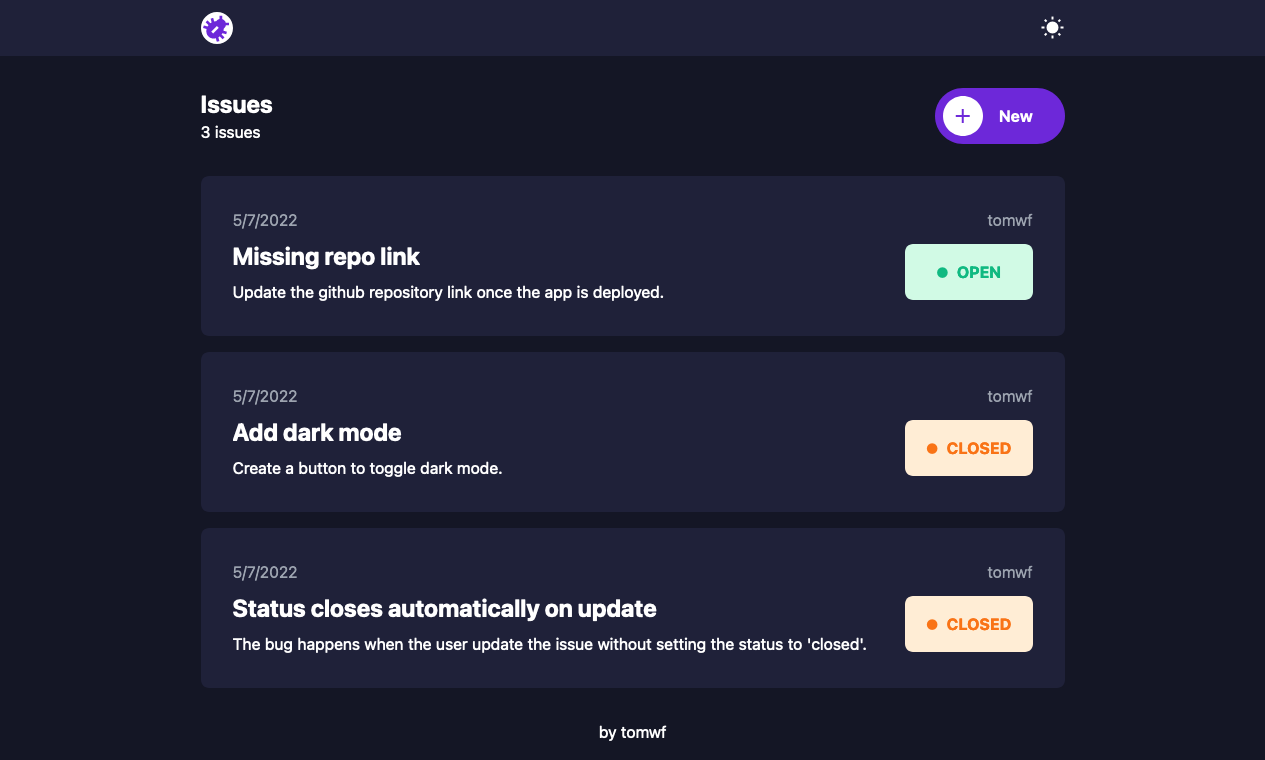 Issues
3 issues
New
5/7/2022
tomwf
Missing repo link
OPEN
Update the github repository link once the app is deployed.
5/7/2022
tomwf
Add dark mode
CLOSED
Create a button to toggle dark mode.
5/7/2022
tomwf
Status closes automatically on update
CLOSED
The bug happens when the user update the issue without setting the status to 'closed'.
by tomwf